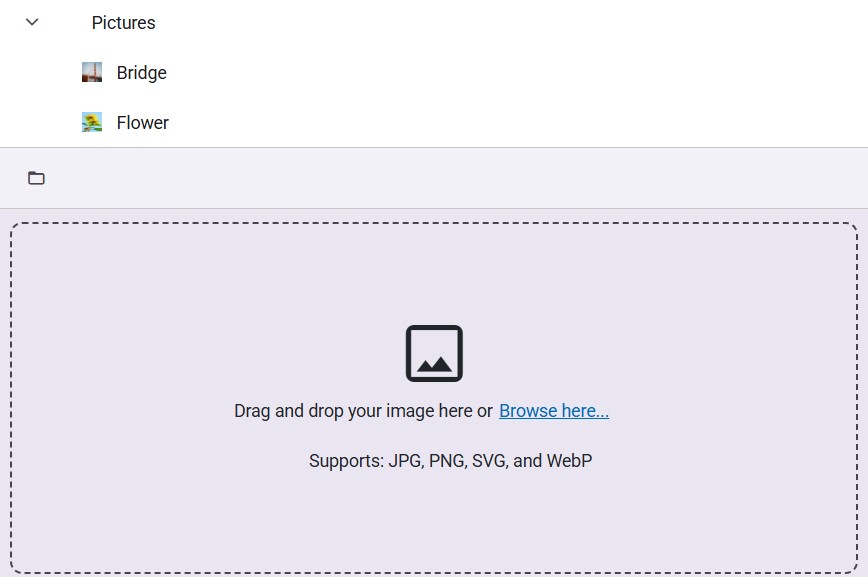 Pictures
Bridge
Flower
Drag and drop your image here or Browse here...
Supports: JPG, PNG, SVG, and WebP